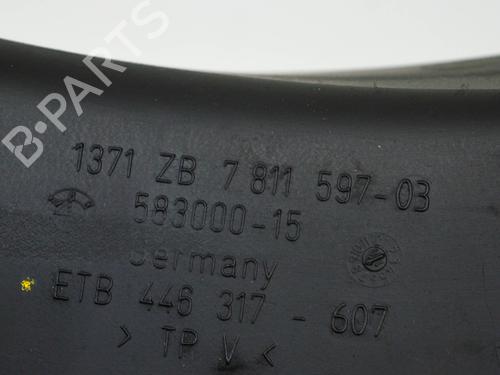 B-PARTS
1371 ZB 7 811 597-03
583000-15
Germany
ETB 446 317 - 607
> TP V <